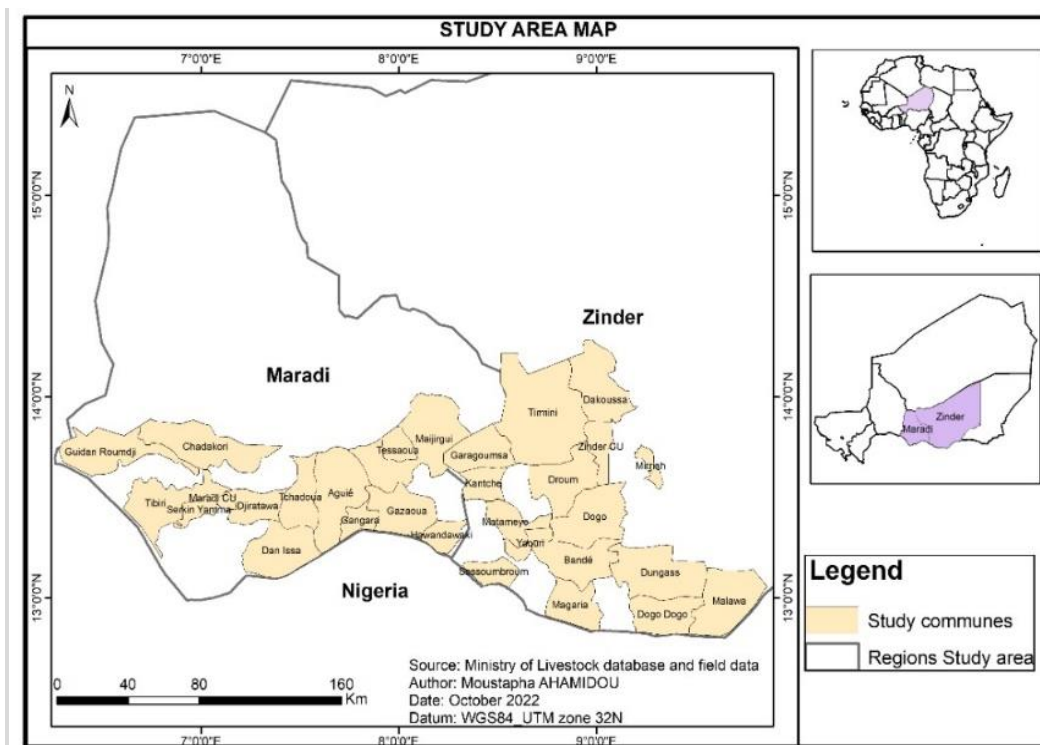 STUDY AREA MAP
7°0'0"E 8°0'0"E 9°0'0"E
N
15°0'0"N
15°0'0"N
Zinder
14°0'0"N
Maradi
14°0'0"N
Dakoussa
Tirmini
Maijirgui
Chadakori
Tessaoua
Zinder CU
Guidan Roumdji
Garagoumsa
Mirriah
Kantche
Droum
Maradi CU
Tchadoua
Aguié
Tibiri
Djiratawa
Serkin Yamma
Gazaoua
Matameye
Dogo
Gangara
Hawandawaki
Yaouri
Dan Issa
Bandé
Sassoumbroum
Dungass
13°0'0"N
Nigeria
Magaria
Dogo Dogo
Malawa
13°0'0"N
Source: Ministry of Livestock database and field data
Author: Moustapha AHAMIDOU
Date: October 2022
Datum: WGS84_UTM zone 32N
0 40 80 160
Km
7°0'0"E 8°0'0"E 9°0'0"E
Zinder
Maradi
Legend
Study communes
Regions Study area